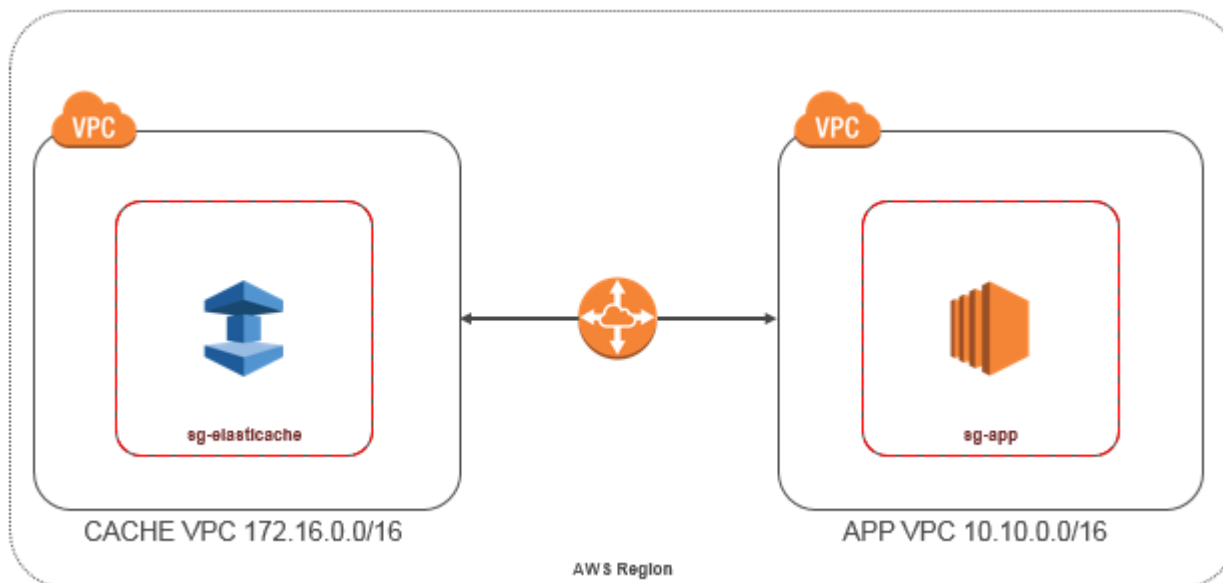 VPC
VPC
sg-elasticache
sg-app
CACHE VPC 172.16.0.0/16
APP VPC 10.10.0.0/16
AWS Region